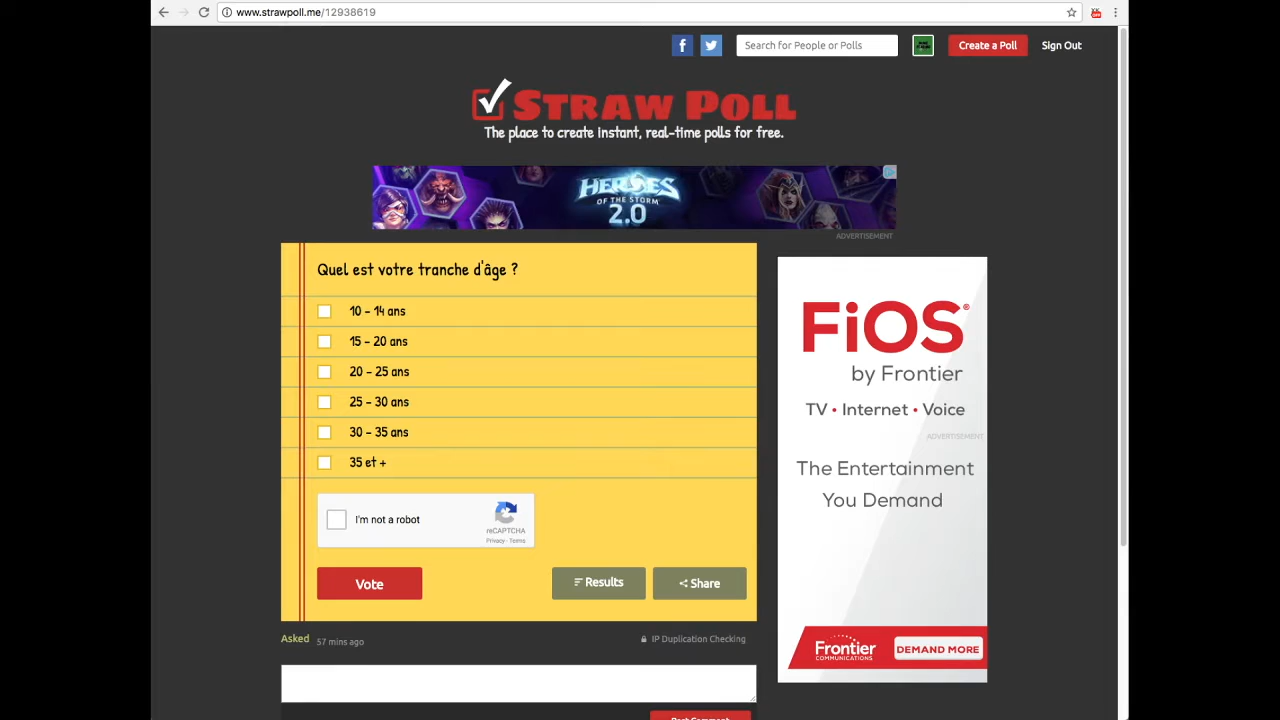 www.strawpoll.me/12938619
Search for People or Polls
Create a Poll
Sign Out
STRAW POLL
The place to create instant, real-time polls for free.
HEROES
OF THE STORM
2.0
ADVERTISEMENT
Quel est votre tranche d'âge ?
10 - 14 ans
15 - 20 ans
20 - 25 ans
25 - 30 ans
30 - 35 ans
35 et +
I'm not a robot
reCAPTCHA
Privacy - Terms
Vote
Results
Share
Asked 57 mins ago
IP Duplication Checking
FiOS®
by Frontier
TV • Internet • Voice
ADVERTISEMENT
The Entertainment
You Demand
Frontier
COMMUNICATIONS
DEMAND MORE